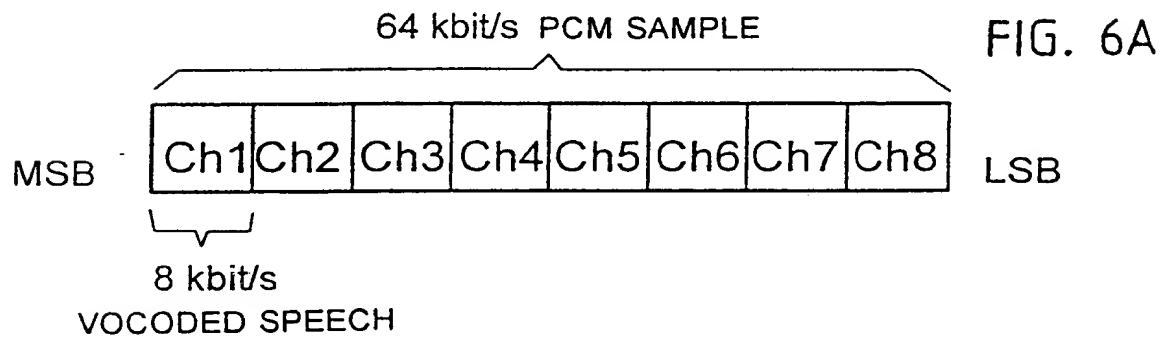 64 kbit/s PCM SAMPLE
FIG. 6A
MSB
Ch1 Ch2 Ch3 Ch4 Ch5 Ch6 Ch7 Ch8
LSB
8 kbit/s
VOCODED SPEECH